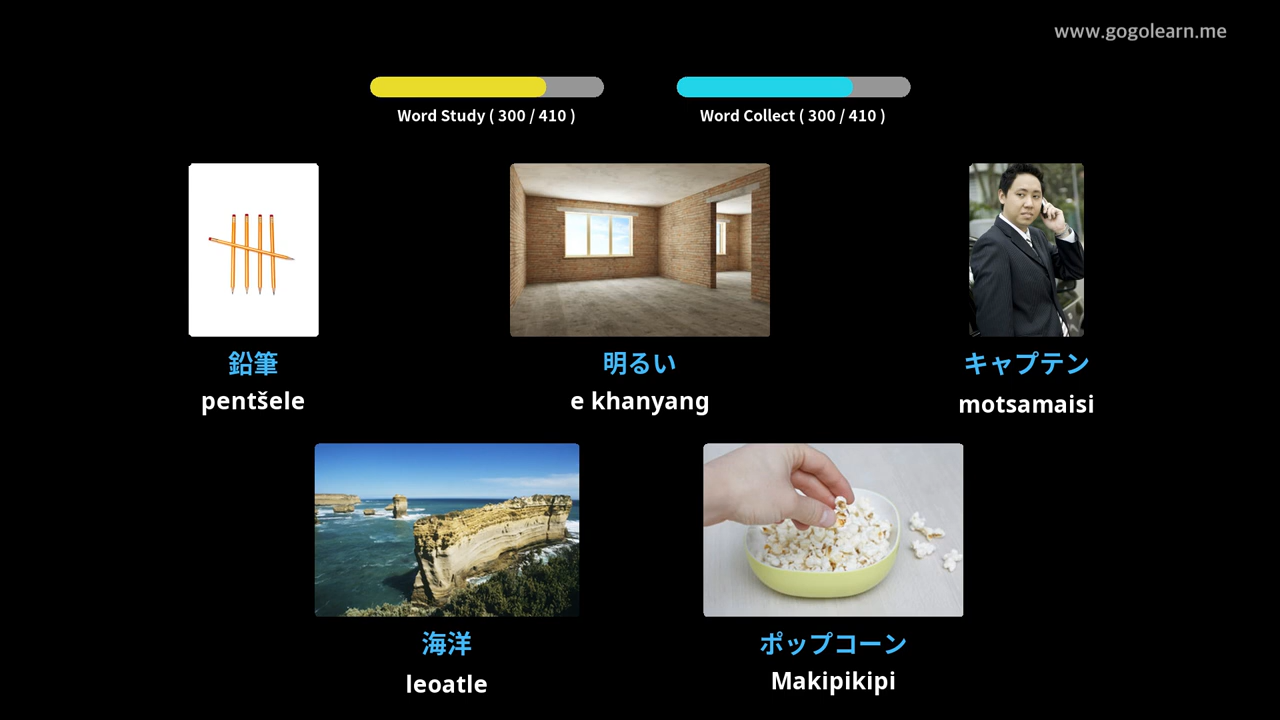 www.gogolearn.me
Word Study ( 300 / 410 )
Word Collect ( 300 / 410 )
鉛筆
pentšele
明るい
e khanyang
キャプテン
motsamaisi
海洋
leoatle
ポップコーン
Makipikipi